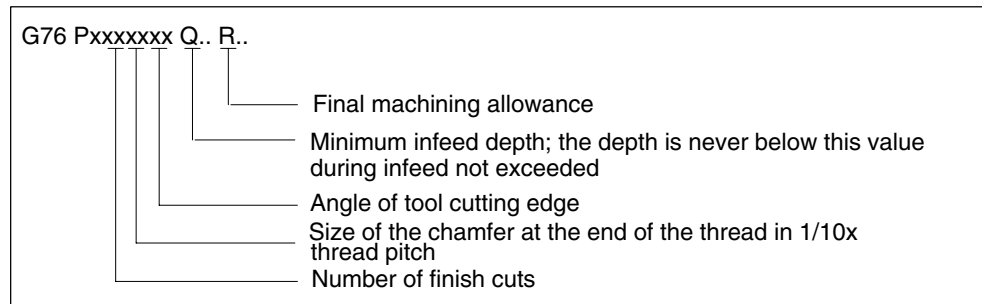 G76 Pxxxxxxx Q.. R..
Final machining allowance
Minimum infeed depth; the depth is never below this value
during infeed not exceeded
Angle of tool cutting edge
Size of the chamfer at the end of the thread in 1/10x
thread pitch
Number of finish cuts